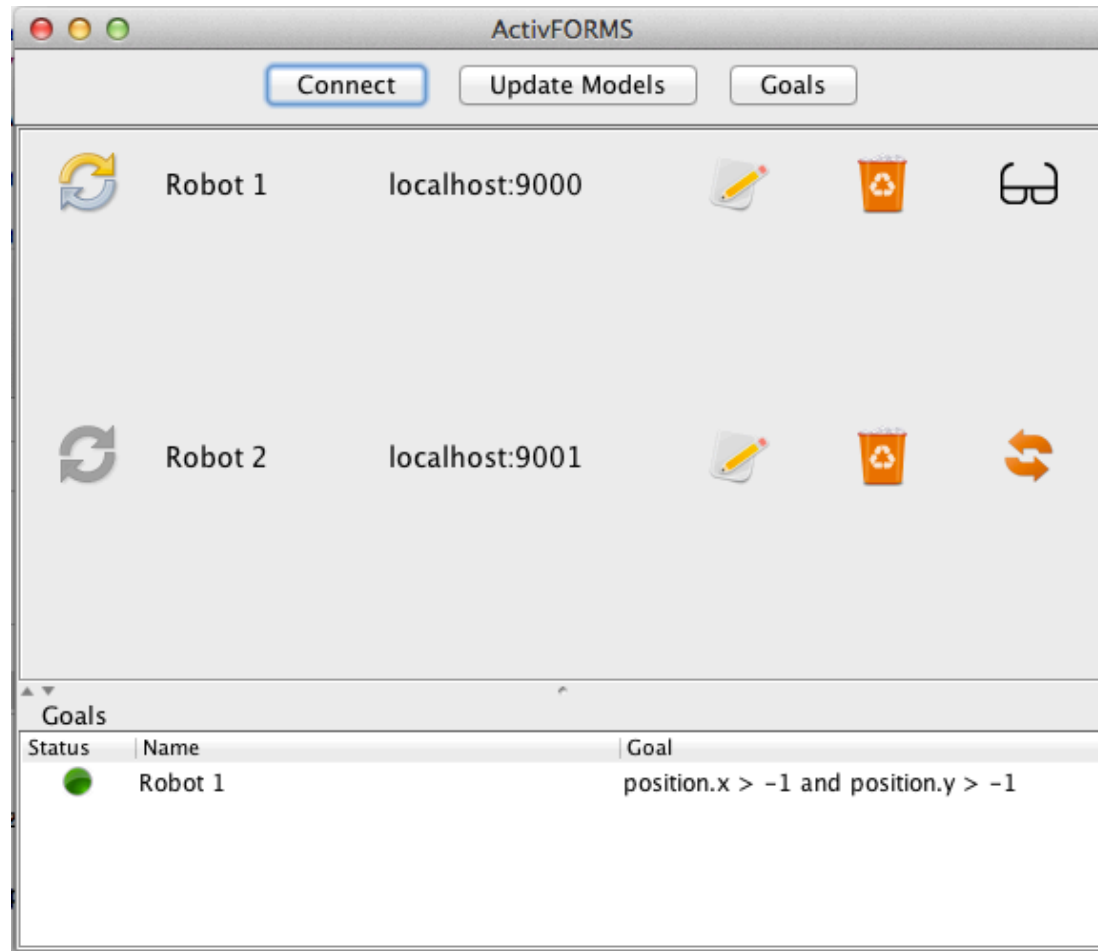 ActivFORMS
Connect Update Models Goals
Robot 1 localhost:9000
Robot 2 localhost:9001
Goals
Status Name Goal
Robot 1 position.x > -1 and position.y > -1